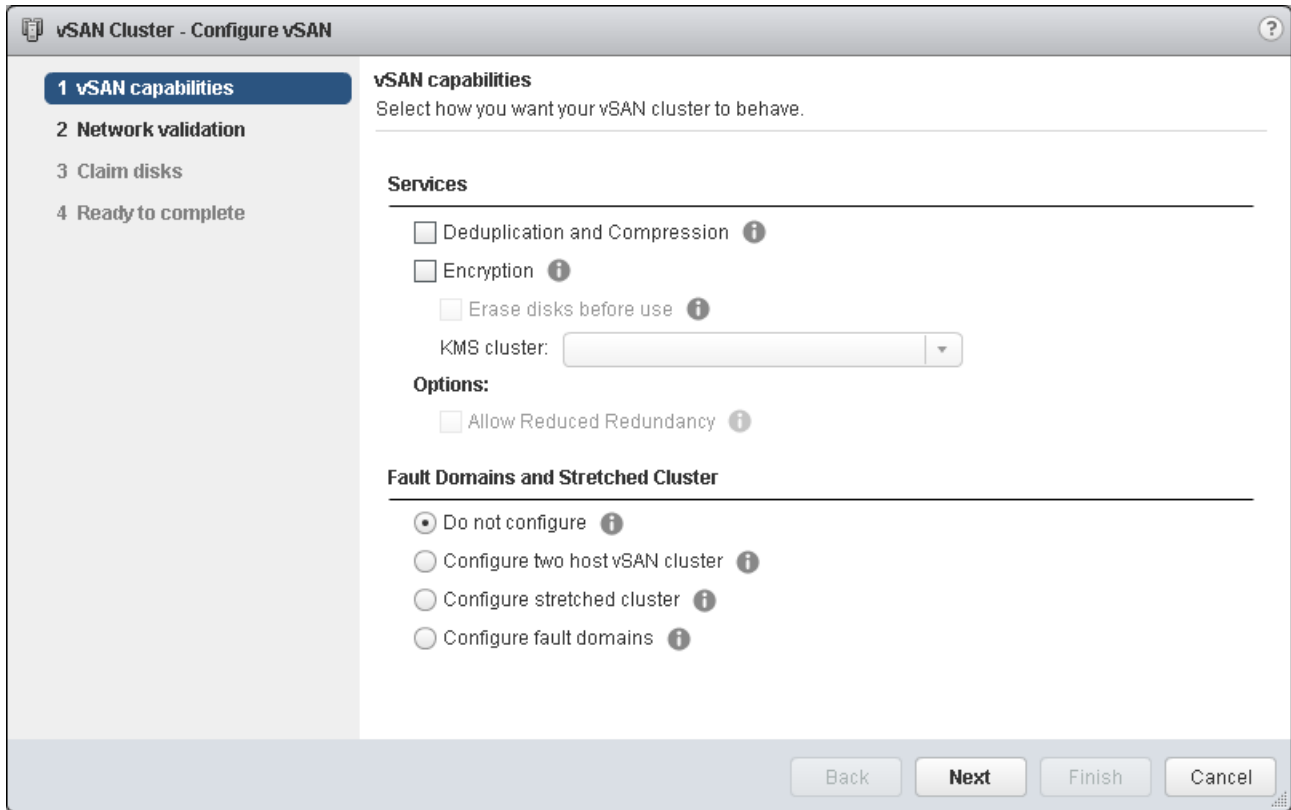 vSAN Cluster - Configure vSAN
?
1 vSAN capabilities
2 Network validation
3 Claim disks
4 Ready to complete
vSAN capabilities
Select how you want your vSAN cluster to behave.
Services
Deduplication and Compression
Encryption
Erase disks before use
KMS cluster:
Options:
Allow Reduced Redundancy
Fault Domains and Stretched Cluster
Do not configure
Configure two host vSAN cluster
Configure stretched cluster
Configure fault domains
Back Next Finish Cancel